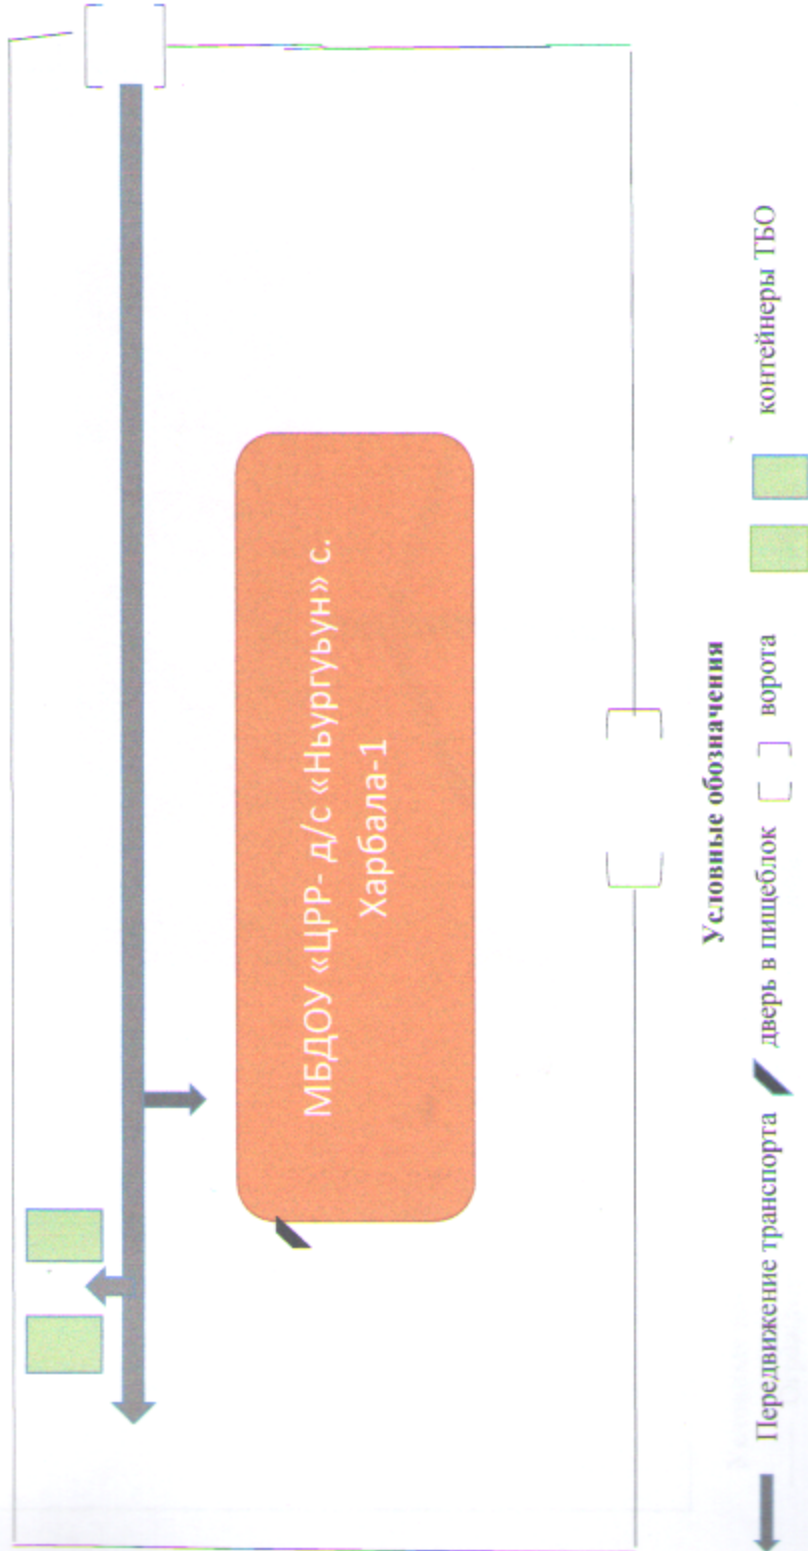 МБДОУ «ЦРР- д/с «Ньургуьун» с.
Харбала-1
Условные обозначения
Передвижение транспорта
дверь в пищеблок
ворота
контейнеры ТБО